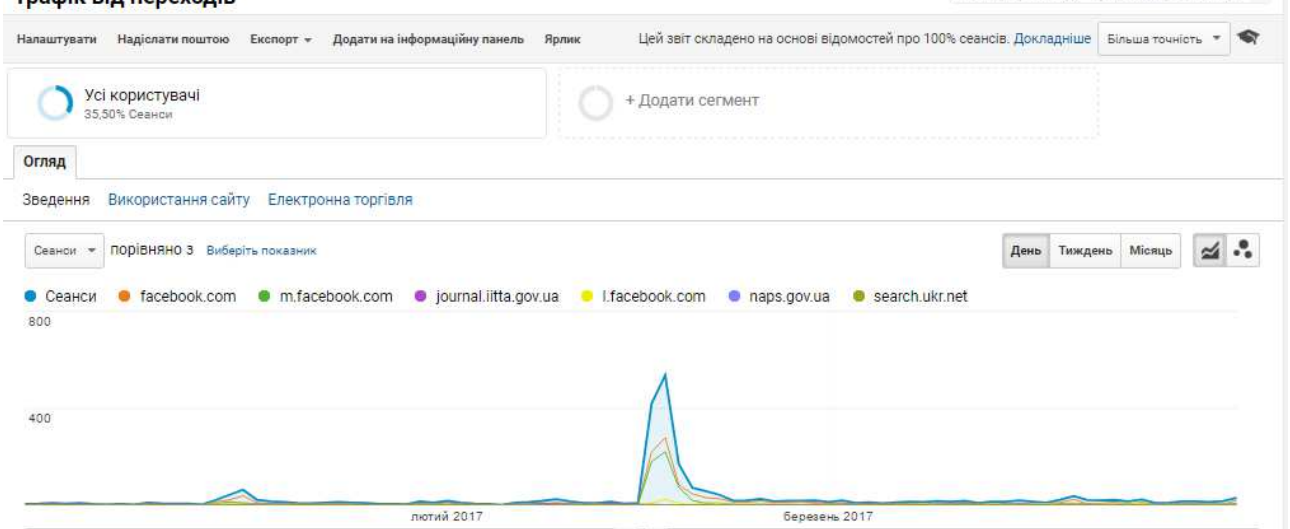 Трафік від переходів
Налаштувати Надіслати поштою Експорт Додати на інформаційну панель Ярлик Цей звіт складено на основі відомостей про 100% сеансів. Докладніше Більша точність
Усі користувачі
35,50% Сеанси
+ Додати сегмент
Огляд
Зведення Використання сайту Електронна торгівля
Сеанси порівняно з Виберіть показник День Тиждень Місяць
Сеанси facebook.com m.facebook.com journal.iitta.gov.ua l.facebook.com naps.gov.ua search.ukr.net
800
400
лютий 2017 березень 2017